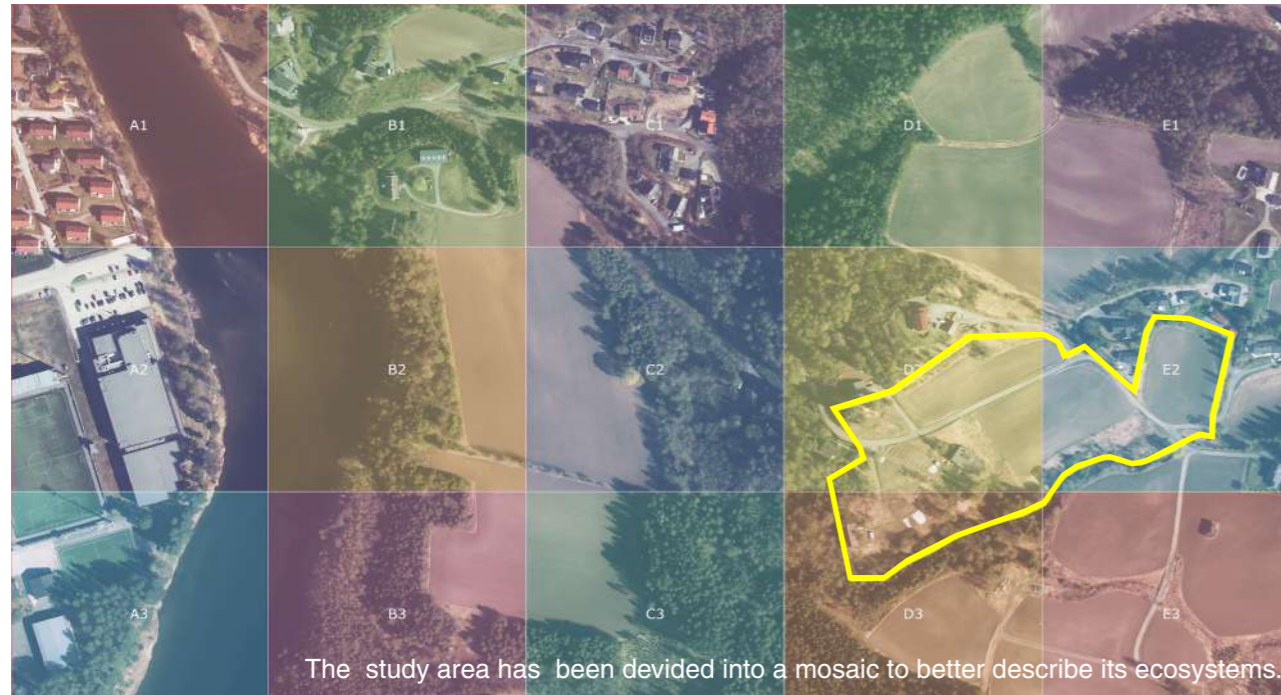 A1
B1
C1
D1
E1
A2
B2
C2
D2
E2
A3
B3
C3
D3
E3
The study area has been devided into a mosaic to better describe its ecosystems.